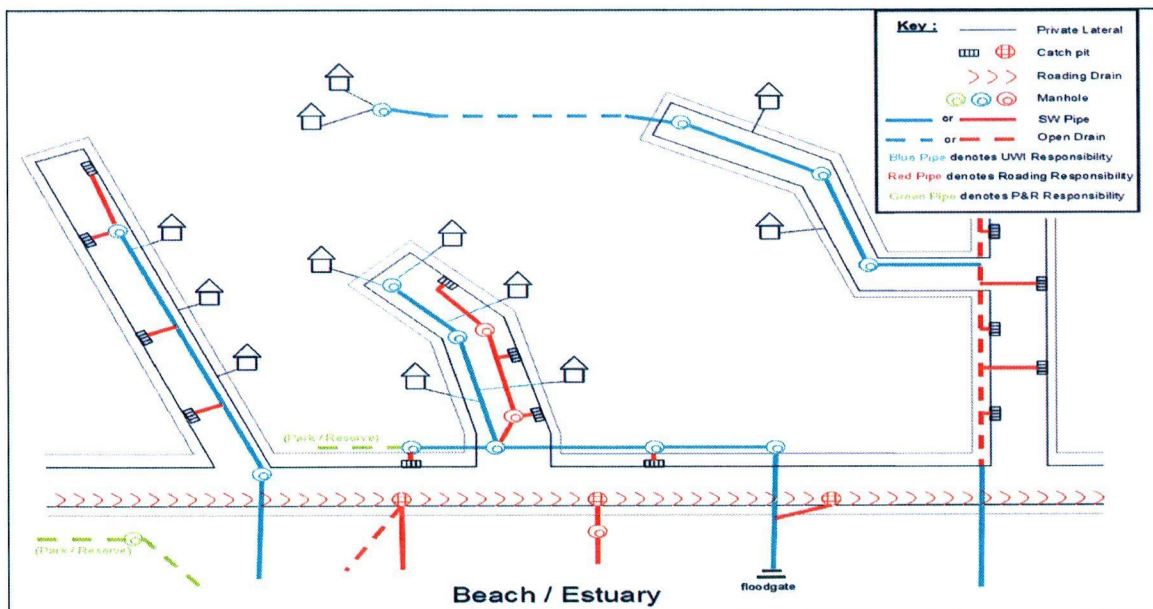 Key :
Private Lateral
Catch pit
Roading Drain
Manhole
or SW Pipe
or Open Drain
Blue Pipe denotes UWI Responsibility
Red Pipe denotes Roading Responsibility
Green Pipe denotes P&R Responsibility
(Park / Reserve)
(Park / Reserve)
floodgate
Beach / Estuary